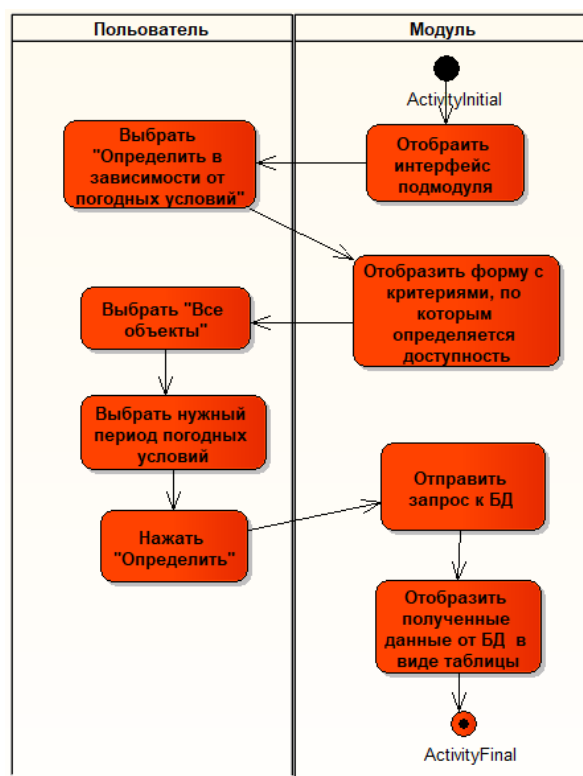 Польователь
Модуль
ActivityInitial
Отобраить
интерфейс
подмодуля
Выбрать
"Определить в
зависимости от
погодных условий"
Отобразить форму с
критериями, по
которым
определяется
доступность
Выбрать "Все
объекты"
Выбрать нужный
период погодных
условий
Нажать
"Определить"
Отправить
запрос к БД
Отобразить
полученные
данные от БД в
виде таблицы
ActivityFinal